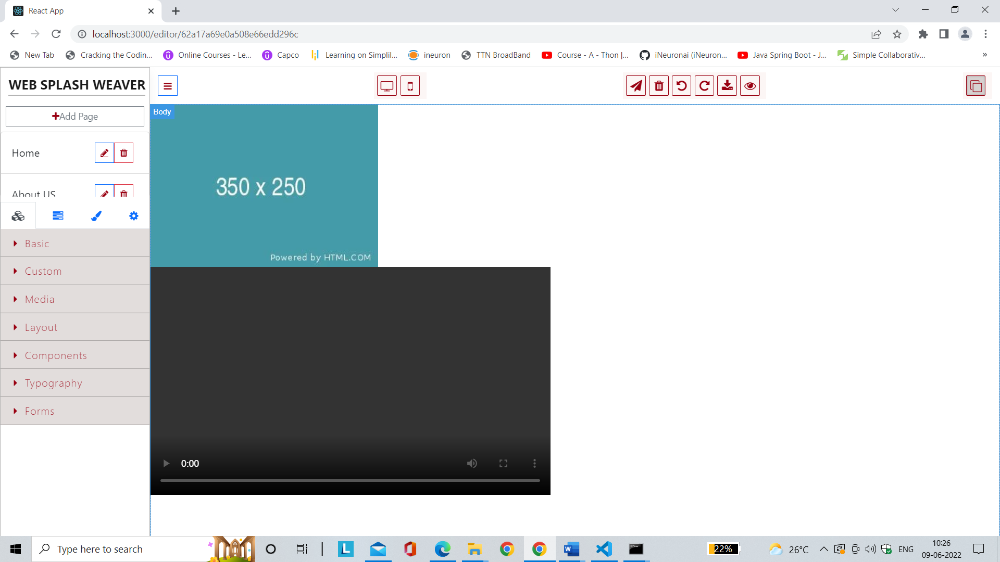 React App
localhost:3000/editor/62a17a69e0a508e66edd296c
New Tab Cracking the Codin... Online Courses - Le... Capco Learning on Simplil... ineuron TTN BroadBand Course - A - Thon |... iNeuronai (iNeuron... Java Spring Boot - J... Simple Collaborativ... »
WEB SPLASH WEAVER
Add Page
Home
About US
Basic
Custom
Media
Layout
Components
Typography
Forms
Body
350 x 250
Powered by HTML.COM
0:00
Type here to search
L
22%
26°C
ENG
10:26
09-06-2022